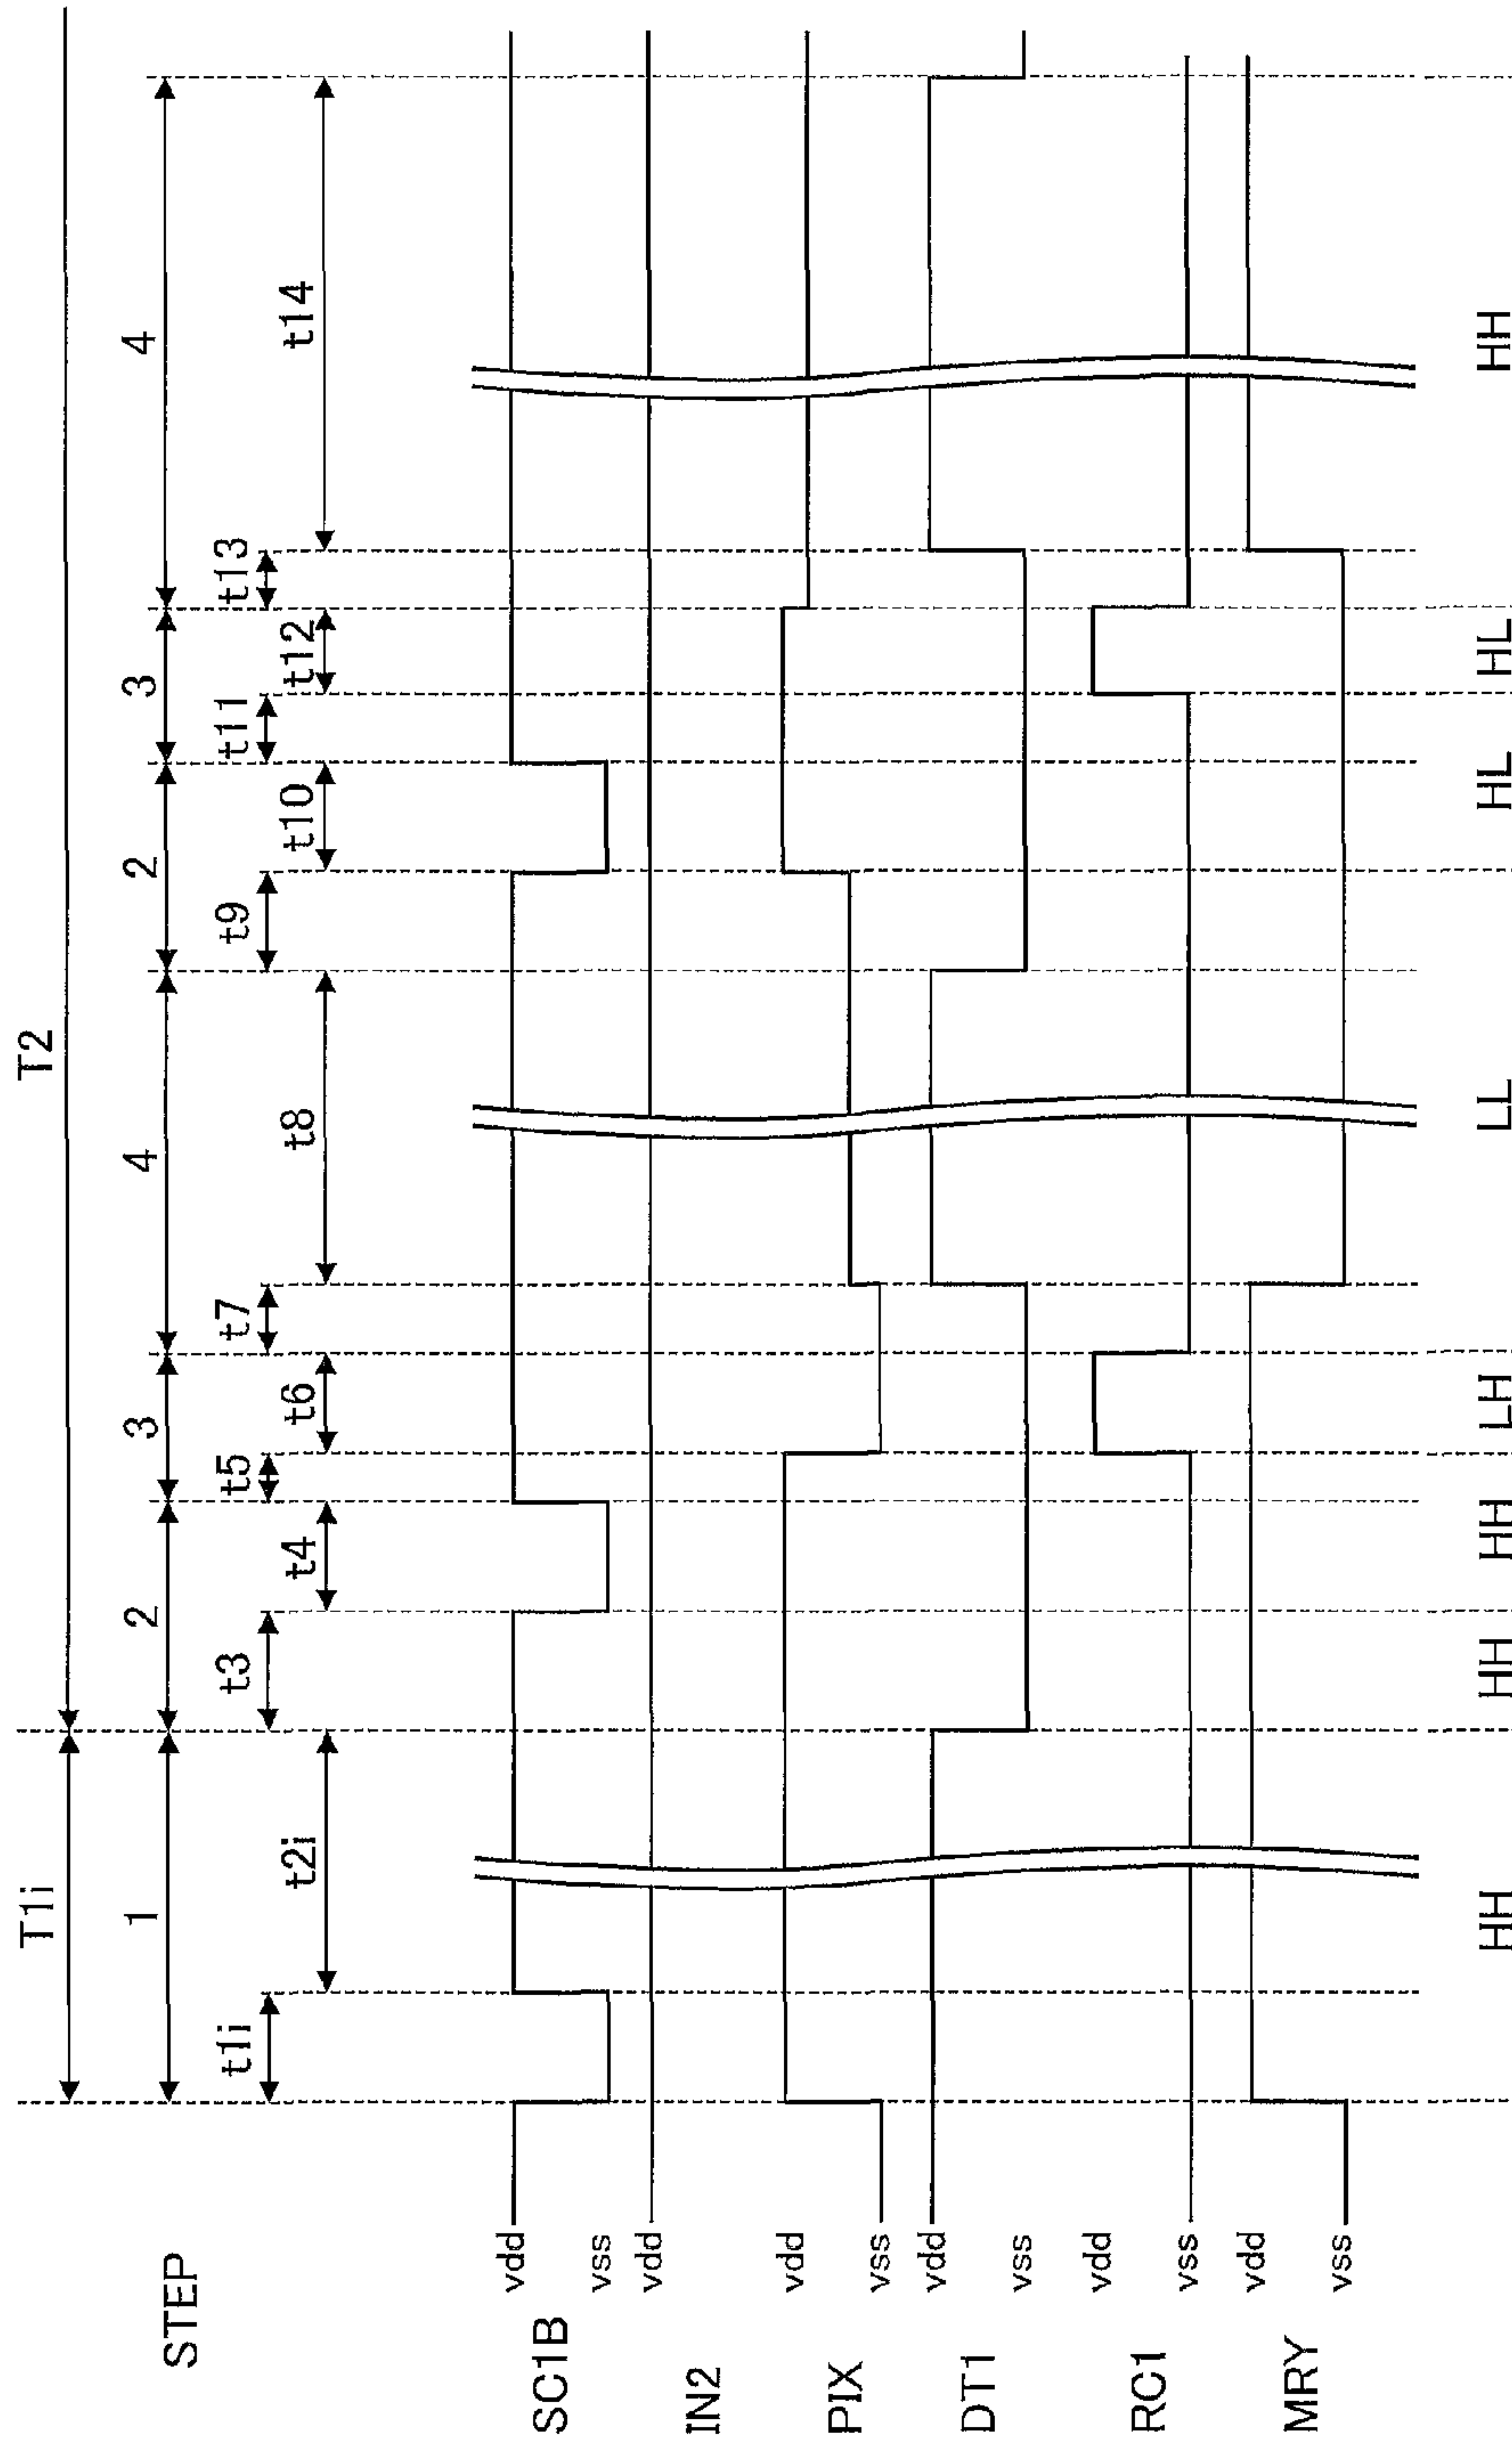 T1i T2
STEP 1 2 3 4 2 3 4
t1i t3 t5 t7 t9 t11 t13
t2i t4 t6 t8 t10 t12 t14
SC1B vdd
vss
IN2 vdd
PIX vdd
vss
DT1 vdd
vss
RC1 vdd
vss
MRY vdd
vss
HH HH HH LH LL HL HL HH